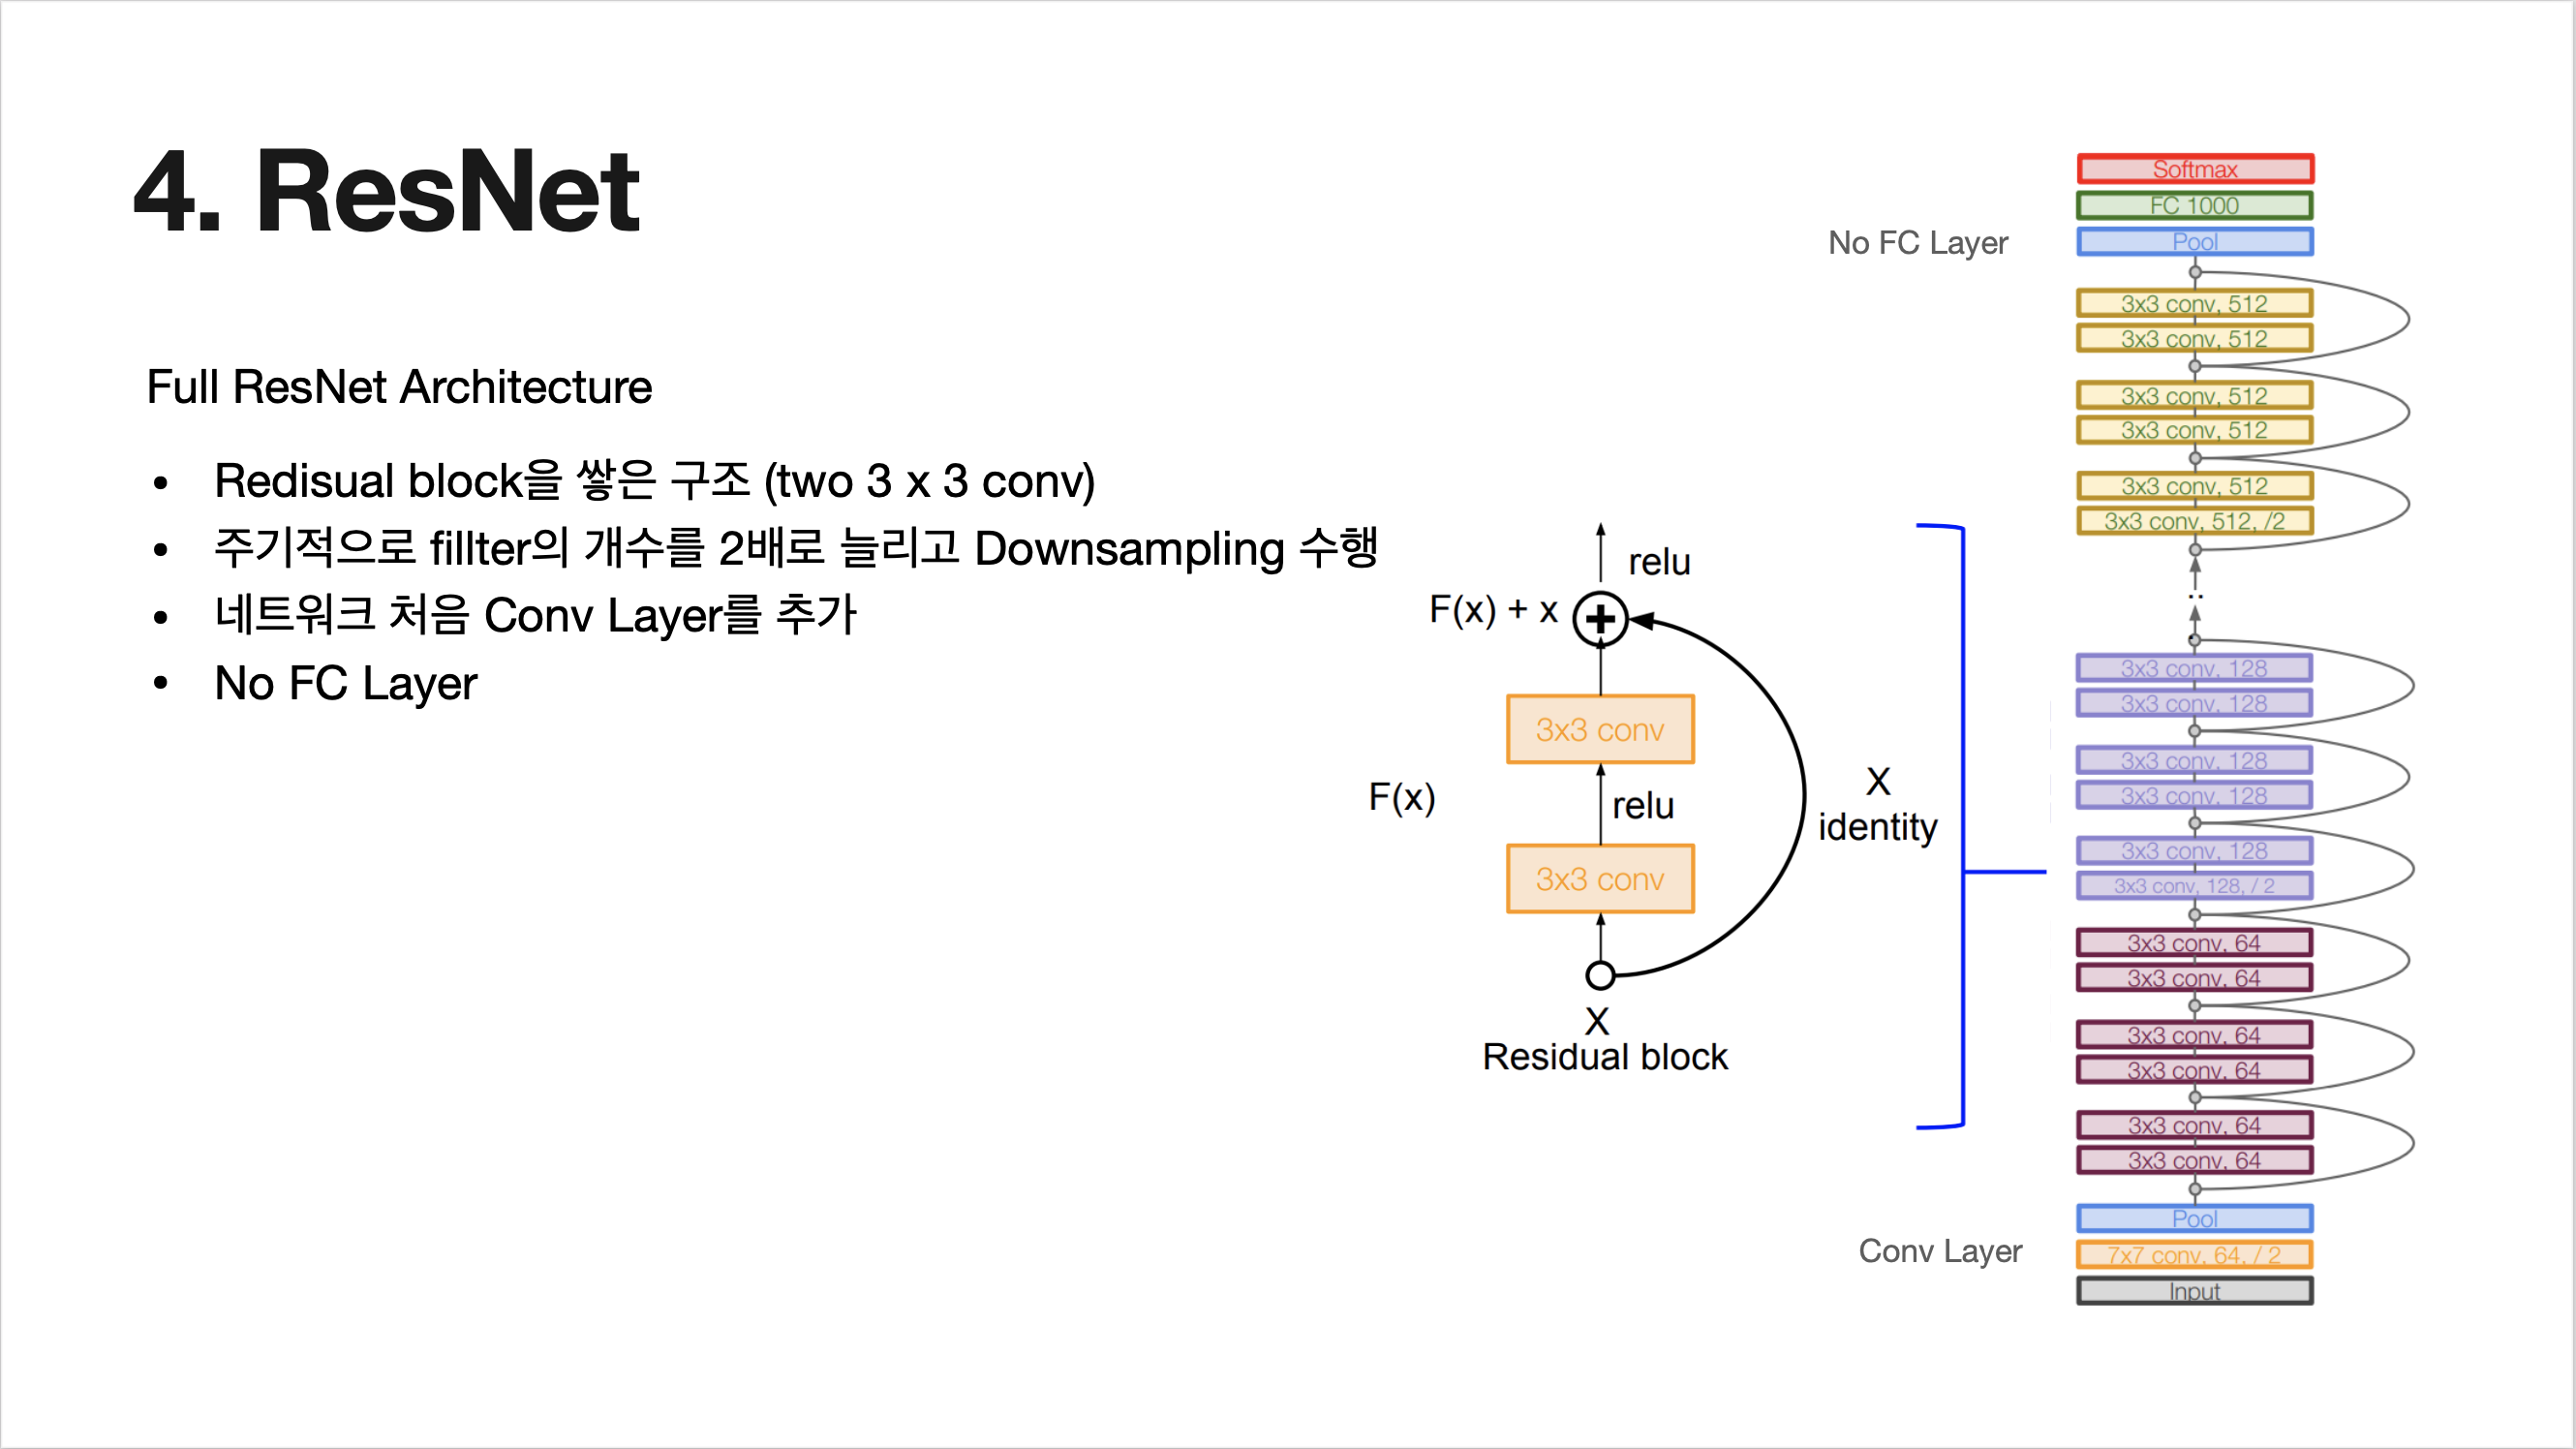 4. ResNet
Full ResNet Architecture
• Redisual block을 쌓은 구조 (two 3 x 3 conv)
• 주기적으로 fillter의 개수를 2배로 늘리고 Downsampling 수행
• 네트워크 처음 Conv Layer를 추가
• No FC Layer
relu
F(x) + x
3x3 conv
F(x)
relu
X
identity
3x3 conv
X
Residual block
No FC Layer
Conv Layer
Softmax
FC 1000
Pool
3x3 conv, 512
3x3 conv, 512
3x3 conv, 512
3x3 conv, 512
3x3 conv, 512
3x3 conv, 512, /2
..
3x3 conv, 128
3x3 conv, 128
3x3 conv, 128
3x3 conv, 128
3x3 conv, 128
3x3 conv, 128, / 2
3x3 conv, 64
3x3 conv, 64
3x3 conv, 64
3x3 conv, 64
3x3 conv, 64
3x3 conv, 64
Pool
7x7 conv, 64, / 2
Input